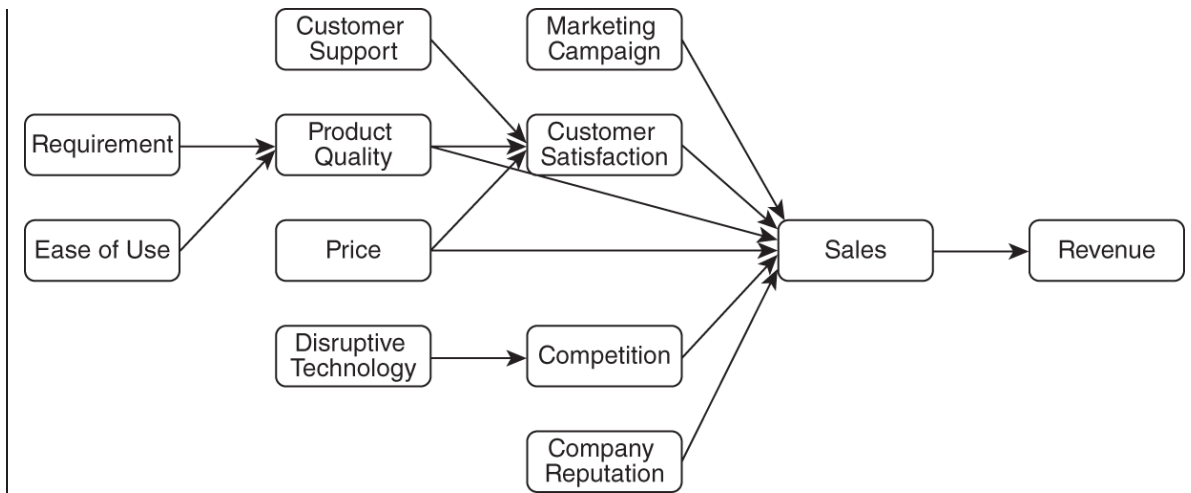 Customer
Support
Marketing
Campaign
Requirement
Product
Quality
Customer
Satisfaction
Ease of Use
Price
Sales
Revenue
Disruptive
Technology
Competition
Company
Reputation